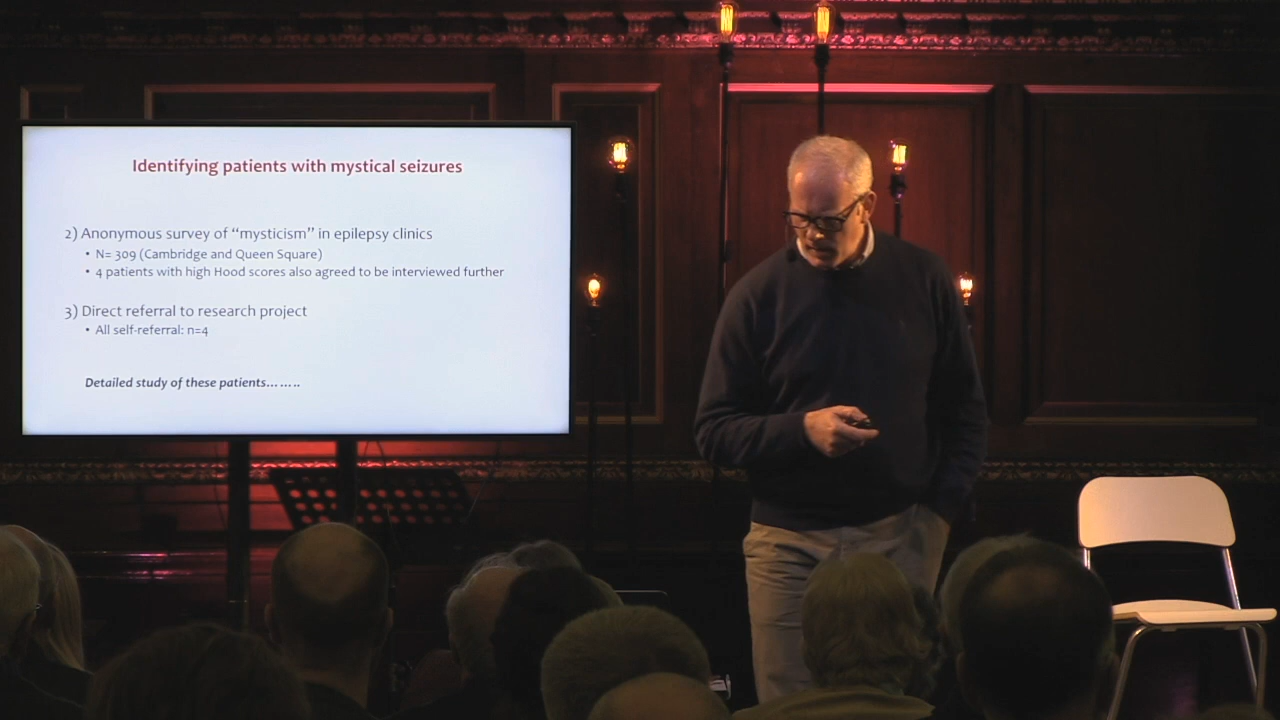 Identifying patients with mystical seizures
2) Anonymous survey of “mysticism” in epilepsy clinics
• N= 309 (Cambridge and Queen Square)
• 4 patients with high Hood scores also agreed to be interviewed further
3) Direct referral to research project
• All self-referral: n=4
Detailed study of these patients... ... ..